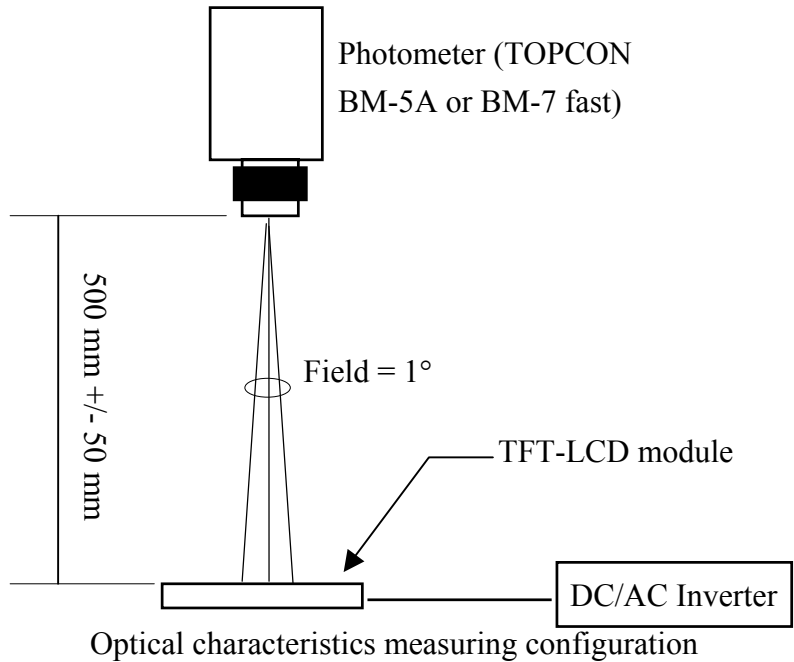 Photometer (TOPCON
BM-5A or BM-7 fast)
500 mm +/- 50 mm
Field = 1°
TFT-LCD module
DC/AC Inverter
Optical characteristics measuring configuration